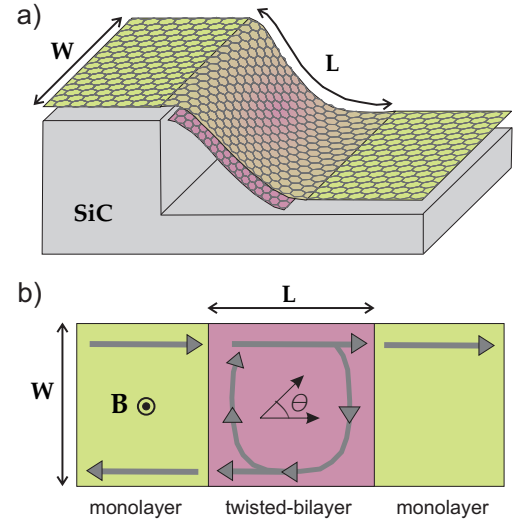 a)
W
L
SiC
b)
L
W
B
θ
monolayer
twisted-bilayer
monolayer